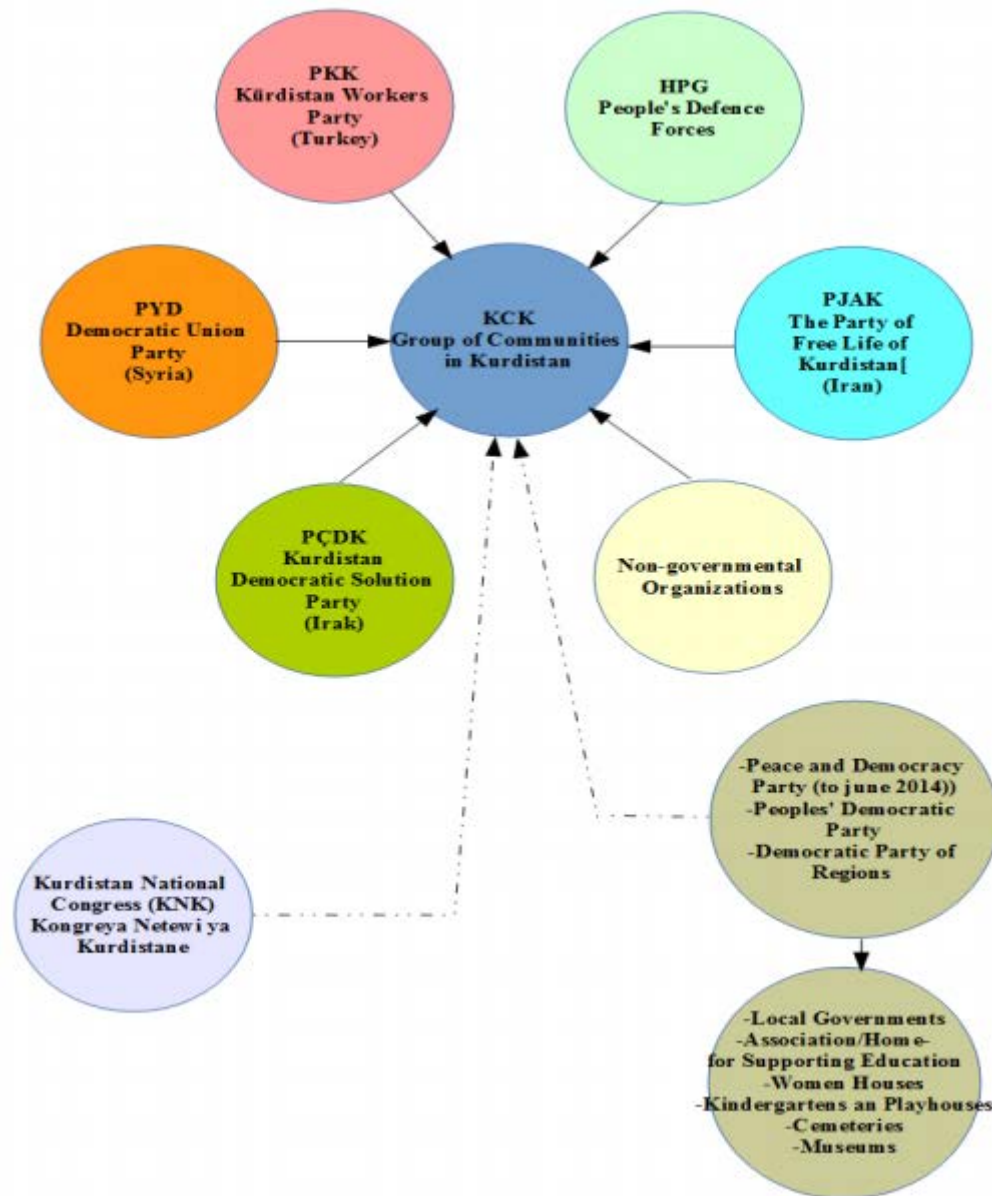 PKK
Kürdistan Workers
Party
(Turkey)
HPG
People's Defence
Forces
PYD
Democratic Union
Party
(Syria)
KCK
Group of Communities
in Kurdistan
PJAK
The Party of
Free Life of
Kurdistan[
(Iran)
PÇDK
Kurdistan
Democratic Solution
Party
(Irak)
Non-governmental
Organizations
-Peace and Democracy
Party (to june 2014))
-Peoples' Democratic
Party
-Democratic Party of
Regions
Kurdistan National
Congress (KNK)
Kongreya Netewi ya
Kurdistane
-Local Governments
-Association/Home-
for Supporting Education
-Women Houses
-Kindergartens an Playhouses
-Cemeteries
-Museums